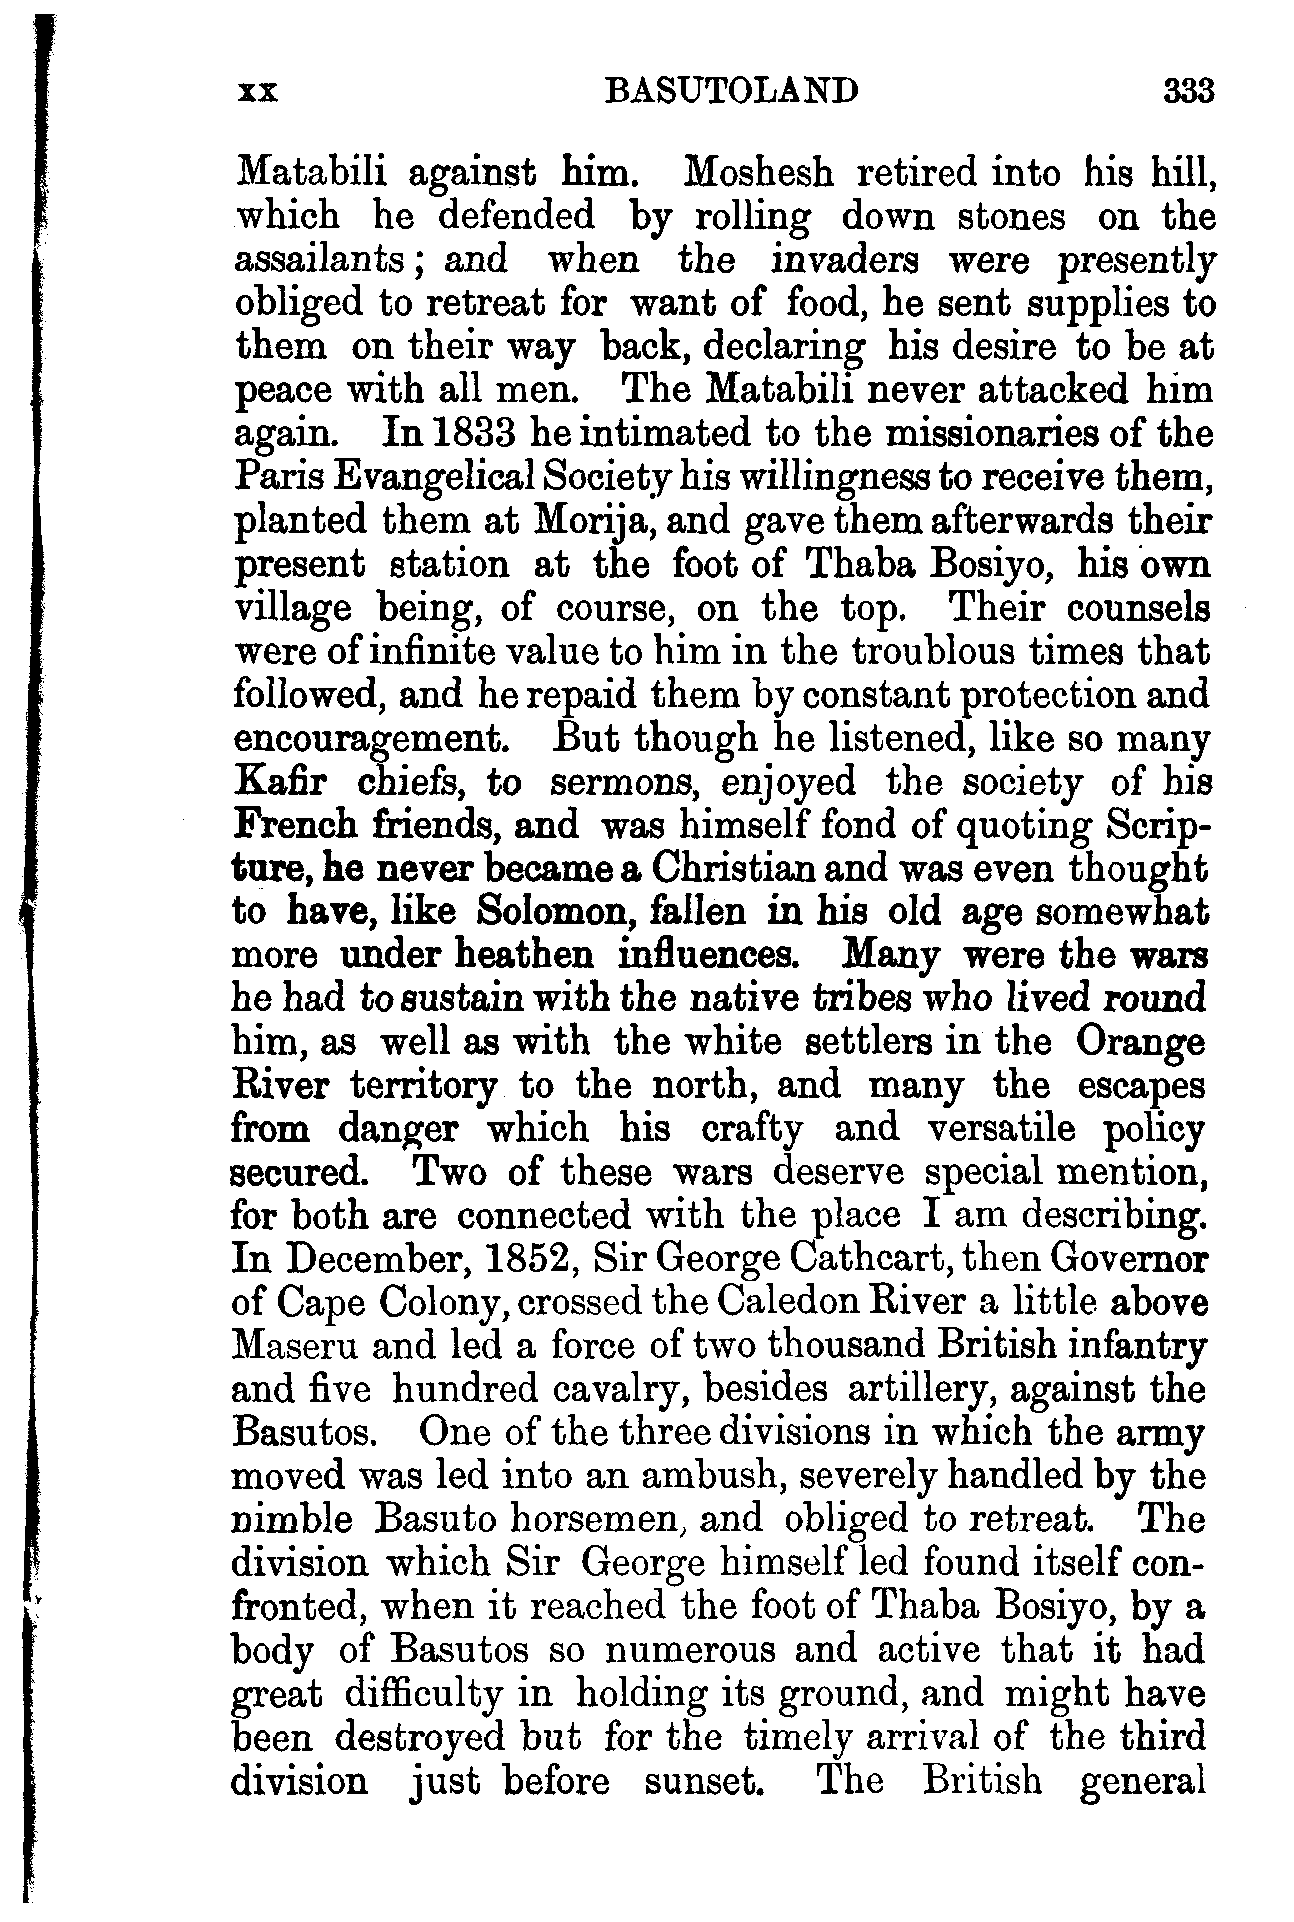 xx BASUTOLAND 333
Matabili against him. Moshesh retired into his hill,
which he defended by rolling down stones on the
assailants; and when the invaders were presently
obliged to retreat for want of food, he sent supplies to
them on their way back, declaring his desire to be at
peace with all men. The Matabili never attacked him
again. In 1833 he intimated to the missionaries of the
Paris Evangelical Society his willingness to receive them,
planted them at Morija, and gave them afterwards their
present station at the foot of Thaba Bosiyo, his own
village being, of course, on the top. Their counsels
were of infinite value to him in the troublous times that
followed, and he repaid them by constant protection and
encouragement. But though he listened, like so many
Kafir chiefs, to sermons, enjoyed the society of his
French friends, and was himself fond of quoting Scrip-
ture, he never became a Christian and was even thought
to have, like Solomon, fallen in his old age somewhat
more under heathen influences. Many were the wars
he had to sustain with the native tribes who lived round
him, as well as with the white settlers in the Orange
River territory to the north, and many the escapes
from danger which his crafty and versatile policy
secured. Two of these wars deserve special mention,
for both are connected with the place I am describing.
In December, 1852, Sir George Cathcart, then Governor
of Cape Colony, crossed the Caledon River a little above
Maseru and led a force of two thousand British infantry
and five hundred cavalry, besides artillery, against the
Basutos. One of the three divisions in which the army
moved was led into an ambush, severely handled by the
nimble Basuto horsemen, and obliged to retreat. The
division which Sir George himself led found itself con-
fronted, when it reached the foot of Thaba Bosiyo, by a
body of Basutos so numerous and active that it had
great difficulty in holding its ground, and might have
been destroyed but for the timely arrival of the third
division just before sunset. The British general